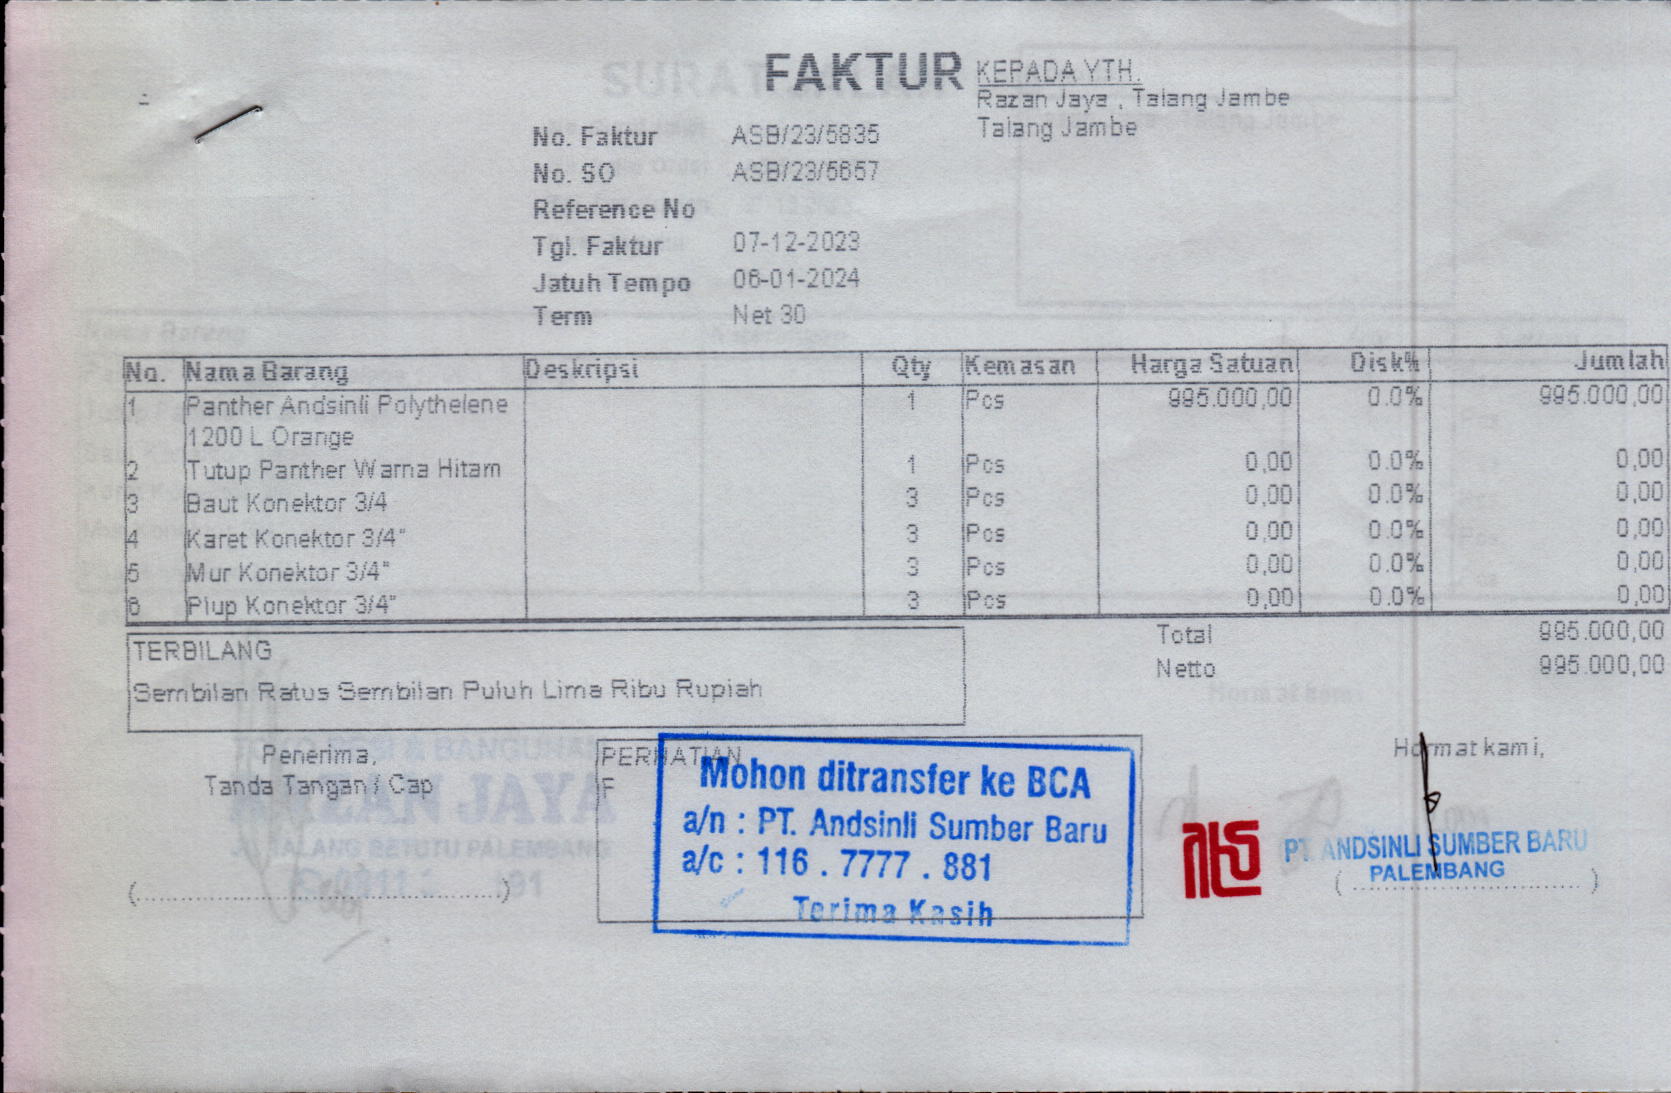 FAKTUR
KEPADA YTH.
Razan Jaya , Talang Jambe
Talang Jambe
No. Faktur ASB/23/5835
No. SO ASB/23/5657
Reference No
Tgl. Faktur 07-12-2023
Jatuh Tempo 06-01-2024
Term Net 30
No. Nama Barang Deskripsi Qty Kemasan Harga Satuan Disk% Jumlah
1 Panther Andsinli Polythelene 1 Pcs 995.000,00 0.0% 995.000,00
1200 L Orange
2 Tutup Panther Warna Hitam 1 Pcs 0,00 0.0% 0,00
3 Baut Konektor 3/4 3 Pcs 0,00 0.0% 0,00
4 Karet Konektor 3/4" 3 Pcs 0,00 0.0% 0,00
5 Mur Konektor 3/4" 3 Pcs 0,00 0.0% 0,00
6 Plup Konektor 3/4" 3 Pcs 0,00 0.0% 0,00
Total 995.000,00
Netto 995.000,00
TERBILANG
Sembilan Ratus Sembilan Puluh Lima Ribu Rupiah
Penerima,
Tanda Tangan / Cap
(..............................................)
PERHATIAN
F
Mohon ditransfer ke BCA
a/n : PT. Andsinli Sumber Baru
a/c : 116 . 7777 . 881
Terima Kasih
Hormat kami,
PT ANDSINLI SUMBER BARU
PALEMBANG
( ............................. )
TOKO BESI & BANGUNAN
RAZAN JAYA
TALANG BETUTU PALEMBANG